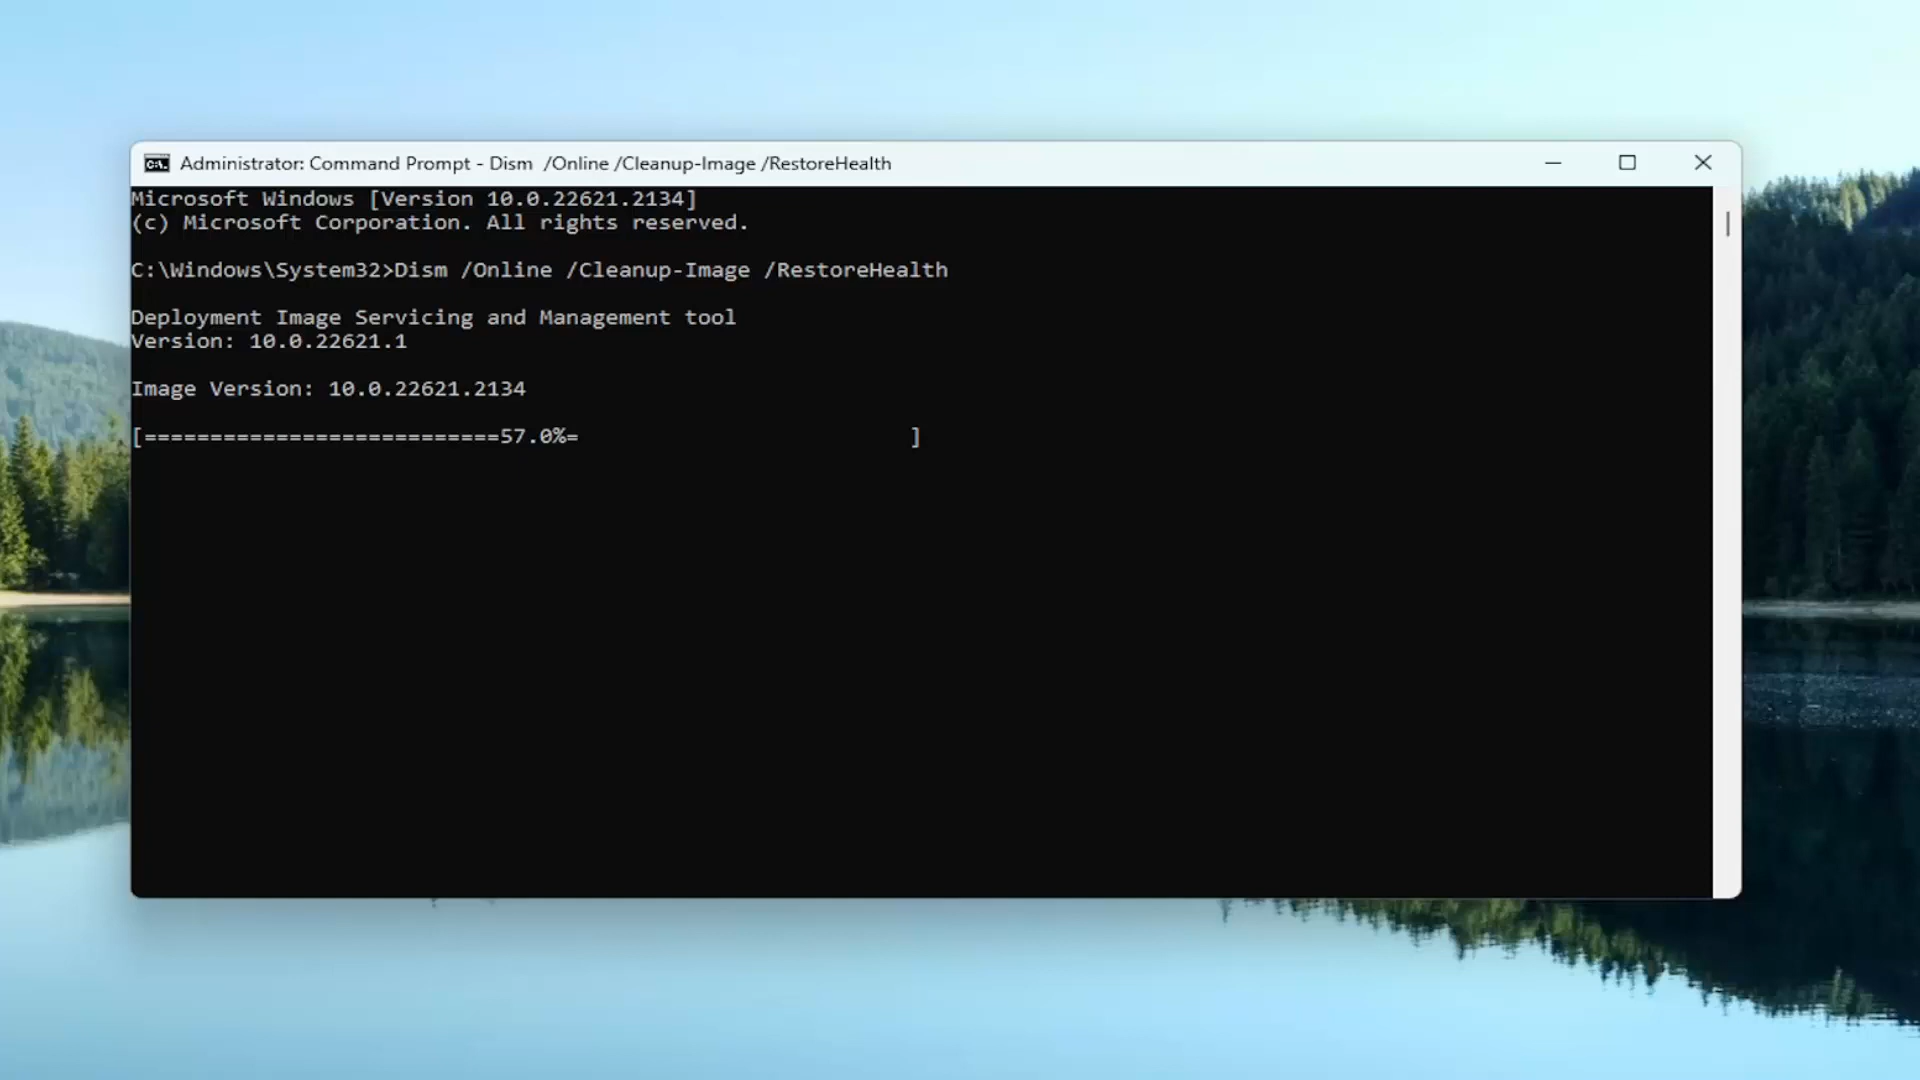 Administrator: Command Prompt - Dism  /Online /Cleanup-Image /RestoreHealth
Microsoft Windows [Version 10.0.22621.2134]
(c) Microsoft Corporation. All rights reserved.
C:\Windows\System32>Dism /Online /Cleanup-Image /RestoreHealth
Deployment Image Servicing and Management tool
Version: 10.0.22621.1
Image Version: 10.0.22621.2134
[===========================57.0%=                         ]